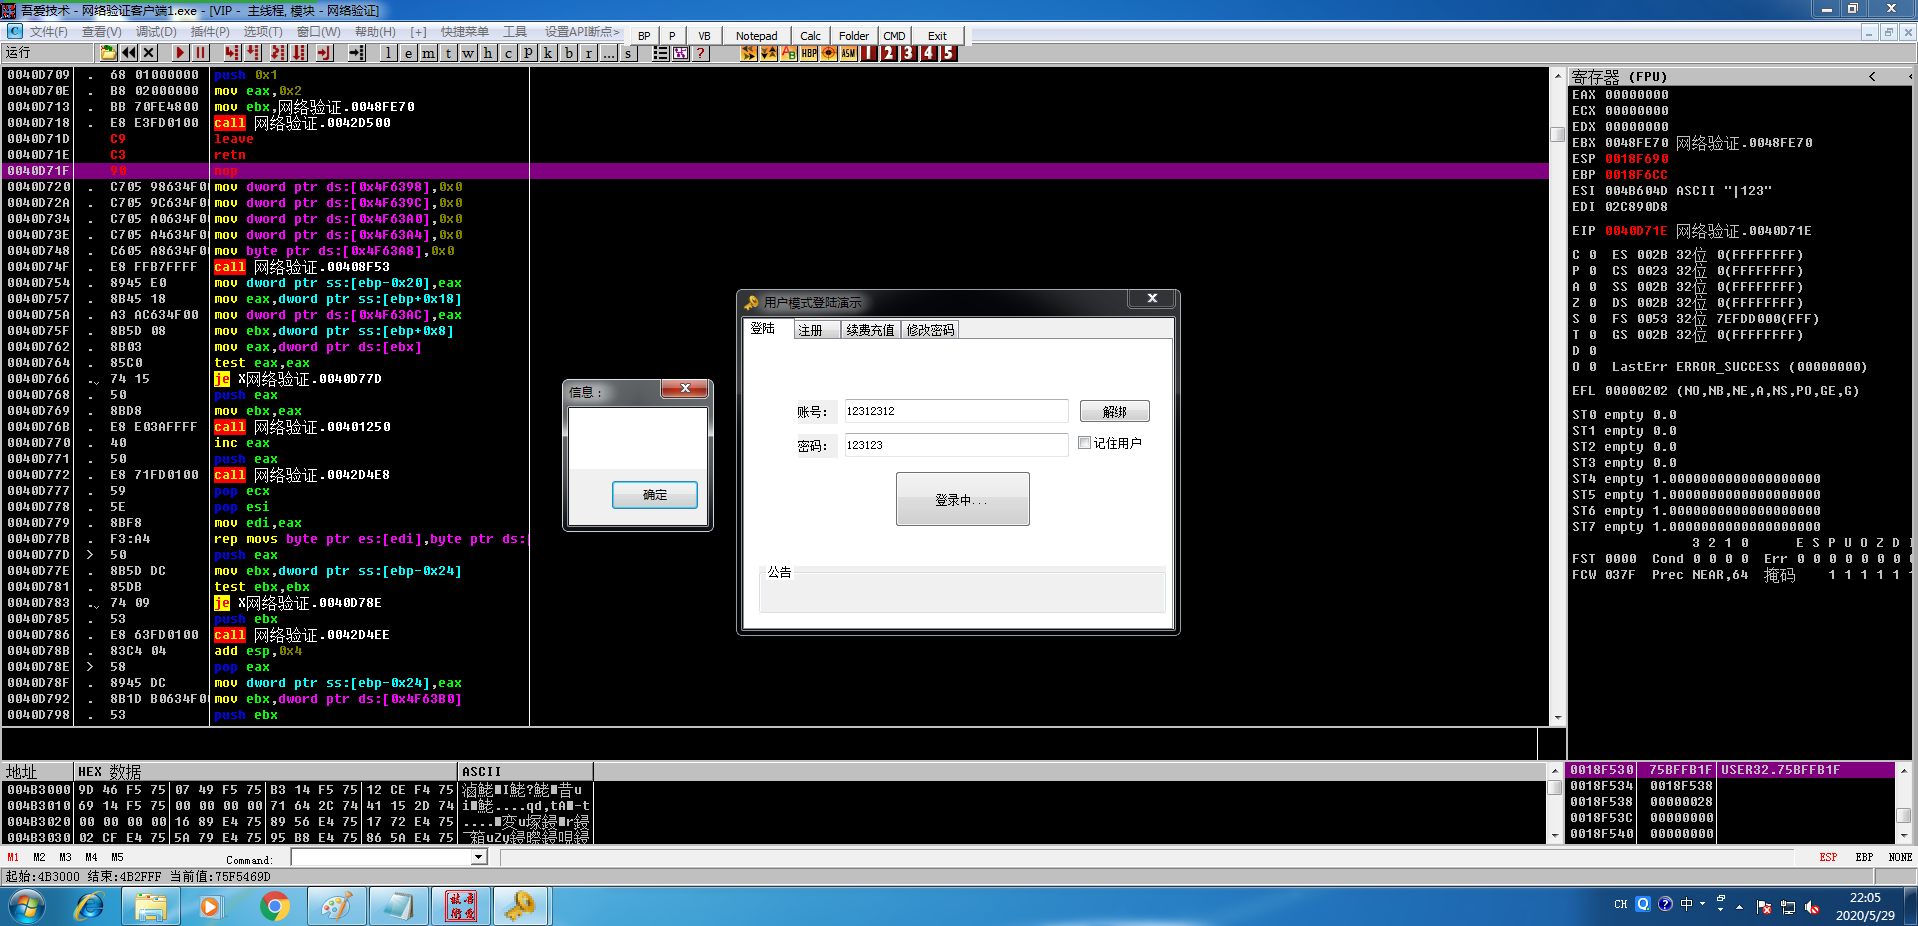 吾爱技术 - 网络验证客户端1.exe - [VIP - 主线程, 模块 - 网络验证]
文件(F) 查看(V) 调试(D) 插件(P) 选项(T) 窗口(W) 帮助(H) [+] 快捷菜单 工具 设置API断点> BP P VB Notepad Calc Folder CMD Exit
运行 l e m t w h c p k b r ... s ? HBP ASM 1 2 3 4 5
0040D709 . 68 01000000 push 0x1
0040D70E . B8 02000000 mov eax,0x2
0040D713 . BB 70FE4800 mov ebx,网络验证.0048FE70
0040D718 . E8 E3FD0100 call 网络验证.0042D500
0040D71D C9 leave
0040D71E C3 retn
0040D71F 90 nop
0040D720 . C705 98634F00 mov dword ptr ds:[0x4F6398],0x0
0040D72A . C705 9C634F00 mov dword ptr ds:[0x4F639C],0x0
0040D734 . C705 A0634F00 mov dword ptr ds:[0x4F63A0],0x0
0040D73E . C705 A4634F00 mov dword ptr ds:[0x4F63A4],0x0
0040D748 . C605 A8634F00 mov byte ptr ds:[0x4F63A8],0x0
0040D74F . E8 FFB7FFFF call 网络验证.00408F53
0040D754 . 8945 E0 mov dword ptr ss:[ebp-0x20],eax
0040D757 . 8B45 18 mov eax,dword ptr ss:[ebp+0x18]
0040D75A . A3 AC634F00 mov dword ptr ds:[0x4F63AC],eax
0040D75F . 8B5D 08 mov ebx,dword ptr ss:[ebp+0x8]
0040D762 . 8B03 mov eax,dword ptr ds:[ebx]
0040D764 . 85C0 test eax,eax
0040D766 . 74 15 je X网络验证.0040D77D
0040D768 . 50 push eax
0040D769 . 8BD8 mov ebx,eax
0040D76B . E8 E03AFFFF call 网络验证.00401250
0040D770 . 40 inc eax
0040D771 . 50 push eax
0040D772 . E8 71FD0100 call 网络验证.0042D4E8
0040D777 . 59 pop ecx
0040D778 . 5E pop esi
0040D779 . 8BF8 mov edi,eax
0040D77B . F3:A4 rep movs byte ptr es:[edi],byte ptr ds:[
0040D77D > 50 push eax
0040D77E . 8B5D DC mov ebx,dword ptr ss:[ebp-0x24]
0040D781 . 85DB test ebx,ebx
0040D783 . 74 09 je X网络验证.0040D78E
0040D785 . 53 push ebx
0040D786 . E8 63FD0100 call 网络验证.0042D4EE
0040D78B . 83C4 04 add esp,0x4
0040D78E > 58 pop eax
0040D78F . 8945 DC mov dword ptr ss:[ebp-0x24],eax
0040D792 . 8B1D B0634F00 mov ebx,dword ptr ds:[0x4F63B0]
0040D798 . 53 push ebx
信息：
确定
用户模式登陆演示
登陆 注册 续费充值 修改密码
账号： 12312312 解绑
密码： 123123 记住用户
登录中...
公告
寄存器 (FPU) < <
EAX 00000000
ECX 00000000
EDX 00000000
EBX 0048FE70 网络验证.0048FE70
ESP 0018F690
EBP 0018F6CC
ESI 004B604D ASCII "|123"
EDI 02C890D8
EIP 0040D71E 网络验证.0040D71E
C 0 ES 002B 32位 0(FFFFFFFF)
P 0 CS 0023 32位 0(FFFFFFFF)
A 0 SS 002B 32位 0(FFFFFFFF)
Z 0 DS 002B 32位 0(FFFFFFFF)
S 0 FS 0053 32位 7EFDD000(FFF)
T 0 GS 002B 32位 0(FFFFFFFF)
D 0
O 0 LastErr ERROR_SUCCESS (00000000)
EFL 00000202 (NO,NB,NE,A,NS,PO,GE,G)
ST0 empty 0.0
ST1 empty 0.0
ST2 empty 0.0
ST3 empty 0.0
ST4 empty 1.0000000000000000000
ST5 empty 1.0000000000000000000
ST6 empty 1.0000000000000000000
ST7 empty 1.0000000000000000000
3 2 1 0 E S P U O Z D I
FST 0000 Cond 0 0 0 0 Err 0 0 0 0 0 0 0 0
FCW 037F Prec NEAR,64 掩码 1 1 1 1 1 1
地址 HEX 数据 ASCII
004B3000 9D 46 F5 75 07 49 F5 75 B3 14 F5 75 12 CE F4 75
004B3010 69 14 F5 75 00 00 00 00 71 64 2C 74 41 15 2D 74
004B3020 00 00 00 00 16 89 E4 75 89 56 E4 75 17 72 E4 75
004B3030 02 CF E4 75 5A 79 E4 75 95 B8 E4 75 86 5A E4 75
0018F530 75BFFB1F USER32.75BFFB1F
0018F534 0018F538
0018F538 00000028
0018F53C 00000000
0018F540 00000000
M1 M2 M3 M4 M5 Command: ESP EBP NONE
起始:4B3000 结束:4B2FFF 当前值:75F5469D
CH 中 22:05
2020/5/29